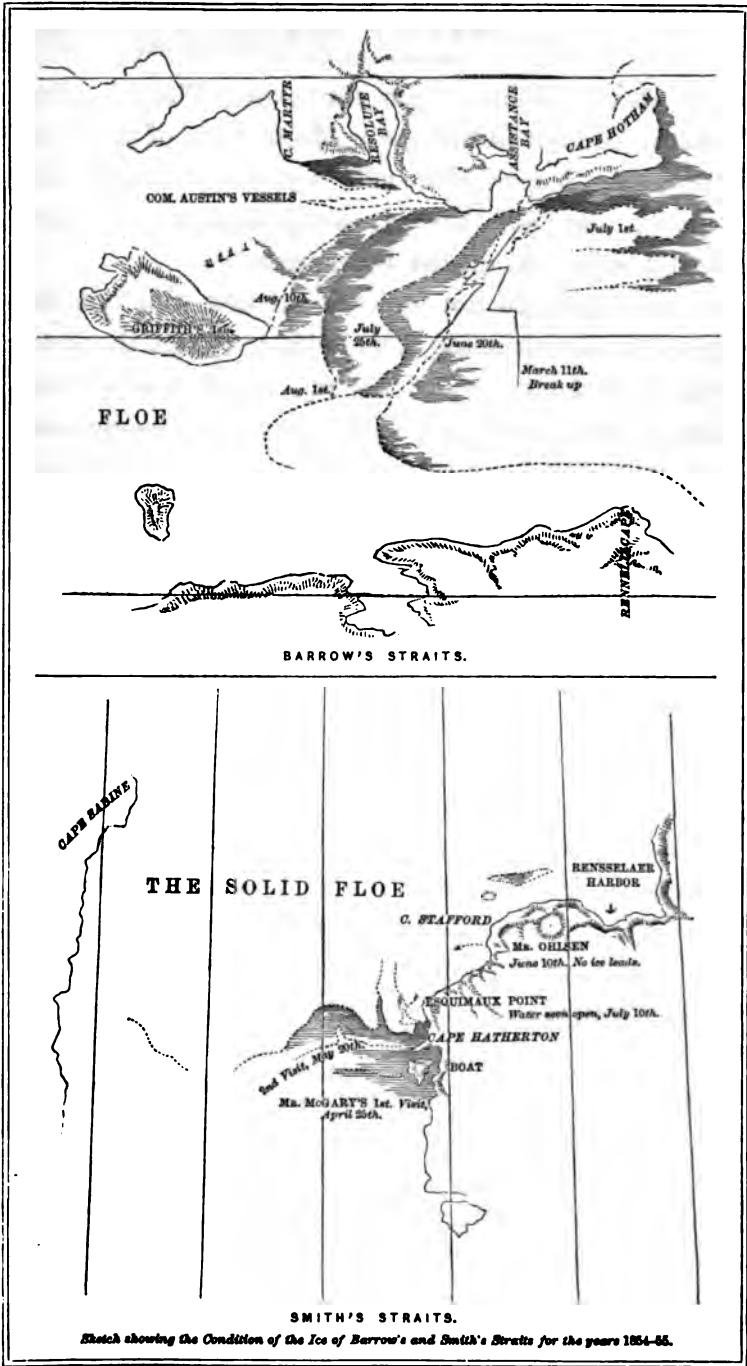 C. MARTYR
RESOLUTE
BAY
ASSISTANCE
BAY
CAPE HOTHAM
COM. AUSTIN'S VESSELS
July 1st.
Aug. 10th.
GRIFFITH'S Isle.
July
25th.
June 20th.
March 11th.
Break up
Aug. 1st.
FLOE
RENNELL CAPE
BARROW'S STRAITS.
CAPE SABINE
THE SOLID FLOE
RENSSELAER
HARBOR
C. STAFFORD
Mr. OHLSEN
June 10th. No ice leads.
ESQUIMAUX POINT
Water seen open, July 10th.
CAPE HATHERTON
2nd Visit, May 20th.
BOAT
Mr. McGARY'S 1st. Visit,
April 25th.
SMITH'S STRAITS.
Sketch showing the Condition of the Ice of Barrow's and Smith's Straits for the years 1854-55.